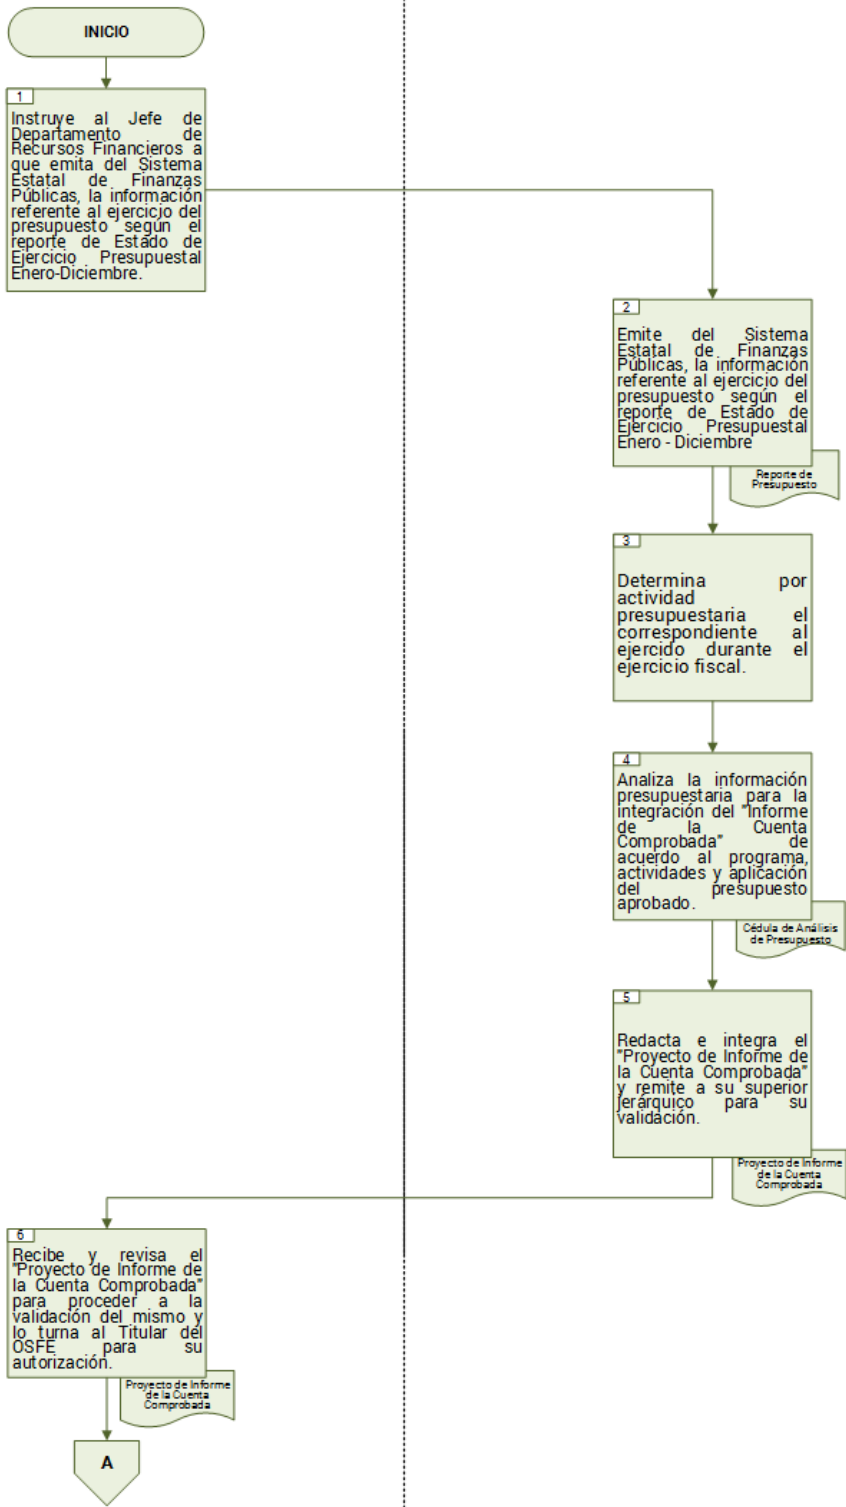 INICIO
1
Instruye al Jefe de
Departamento de
Recursos Financieros a
que emita del Sistema
Estatal de Finanzas
Públicas, la información
referente al ejercicio del
presupuesto según el
reporte de Estado de
Ejercicio Presupuestal
Enero-Diciembre.
2
Emite del Sistema
Estatal de Finanzas
Públicas, la información
referente al ejercicio del
presupuesto según el
reporte de Estado de
Ejercicio Presupuestal
Enero - Diciembre
Reporte de
Presupuesto
3
Determina por
actividad
presupuestaria el
correspondiente al
ejercido durante el
ejercicio fiscal.
4
Analiza la información
presupuestaria para la
integración del "Informe
de la Cuenta
Comprobada" de
acuerdo al programa,
actividades y aplicación
del presupuesto
aprobado.
Cédula de Análisis
de Presupuesto
5
Redacta e integra el
"Proyecto de Informe de
la Cuenta Comprobada"
y remite a su superior
jerárquico para su
validación.
Proyecto de Informe
de la Cuenta
Comprobada
6
Recibe y revisa el
"Proyecto de Informe de
la Cuenta Comprobada"
para proceder a la
validación del mismo y
lo turna al Titular del
OSFE para su
autorización.
Proyecto de Informe
de la Cuenta
Comprobada
A